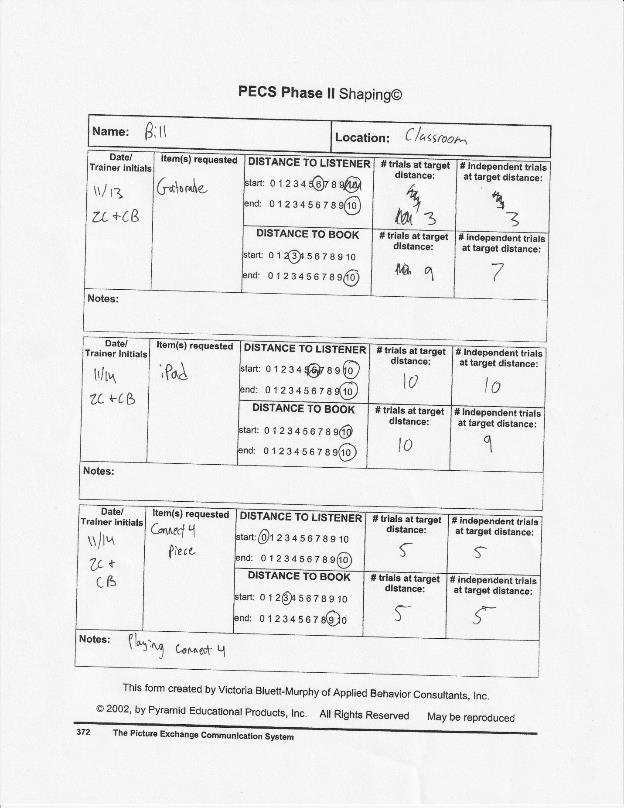 PECS Phase II Shaping©
Name: Bill Location: Classroom
Date/ Trainer initials Item(s) requested DISTANCE TO LISTENER # trials at target distance: # independent trials at target distance:
11/13 Gatorade start: 0 1 2 3 4 5 6 7 8 9
ZC + CB end: 0 1 2 3 4 5 6 7 8 9 10 3 3
DISTANCE TO BOOK # trials at target distance: # independent trials at target distance:
start: 0 1 2 3 4 5 6 7 8 9 10
end: 0 1 2 3 4 5 6 7 8 9 10 9 7
Notes:
Date/ Trainer initials Item(s) requested DISTANCE TO LISTENER # trials at target distance: # independent trials at target distance:
11/14 iPad start: 0 1 2 3 4 5 6 7 8 9 10 10 10
ZC + CB end: 0 1 2 3 4 5 6 7 8 9 10
DISTANCE TO BOOK # trials at target distance: # independent trials at target distance:
start: 0 1 2 3 4 5 6 7 8 9 10
end: 0 1 2 3 4 5 6 7 8 9 10 10 9
Notes:
Date/ Trainer initials Item(s) requested DISTANCE TO LISTENER # trials at target distance: # independent trials at target distance:
11/14 Connect 4 start: 0 1 2 3 4 5 6 7 8 9 10 5 5
ZC + Piece end: 0 1 2 3 4 5 6 7 8 9 10
CB DISTANCE TO BOOK # trials at target distance: # independent trials at target distance:
start: 0 1 2 3 4 5 6 7 8 9 10
end: 0 1 2 3 4 5 6 7 8 9 10 5 5
Notes: Playing Connect 4
This form created by Victoria Bluett-Murphy of Applied Behavior Consultants, Inc.
© 2002, by Pyramid Educational Products, Inc. All Rights Reserved May be reproduced
372 The Picture Exchange Communication System